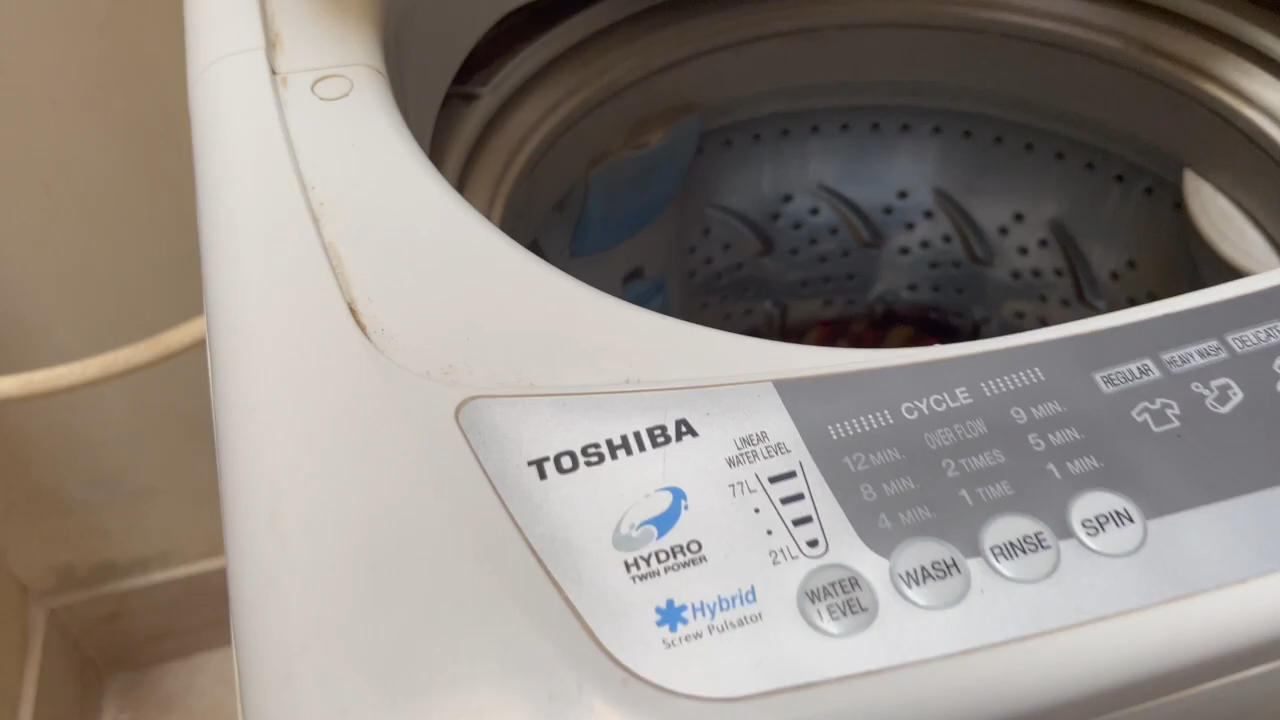 TOSHIBA
HYDRO
TWIN POWER
Hybrid
Screw Pulsator
LINEAR
WATER LEVEL
77L
21L
WATER
LEVEL
CYCLE
12 MIN.
8 MIN.
4 MIN.
OVER FLOW
2 TIMES
1 TIME
9 MIN.
5 MIN.
1 MIN.
WASH
RINSE
SPIN
REGULAR
HEAVY WASH